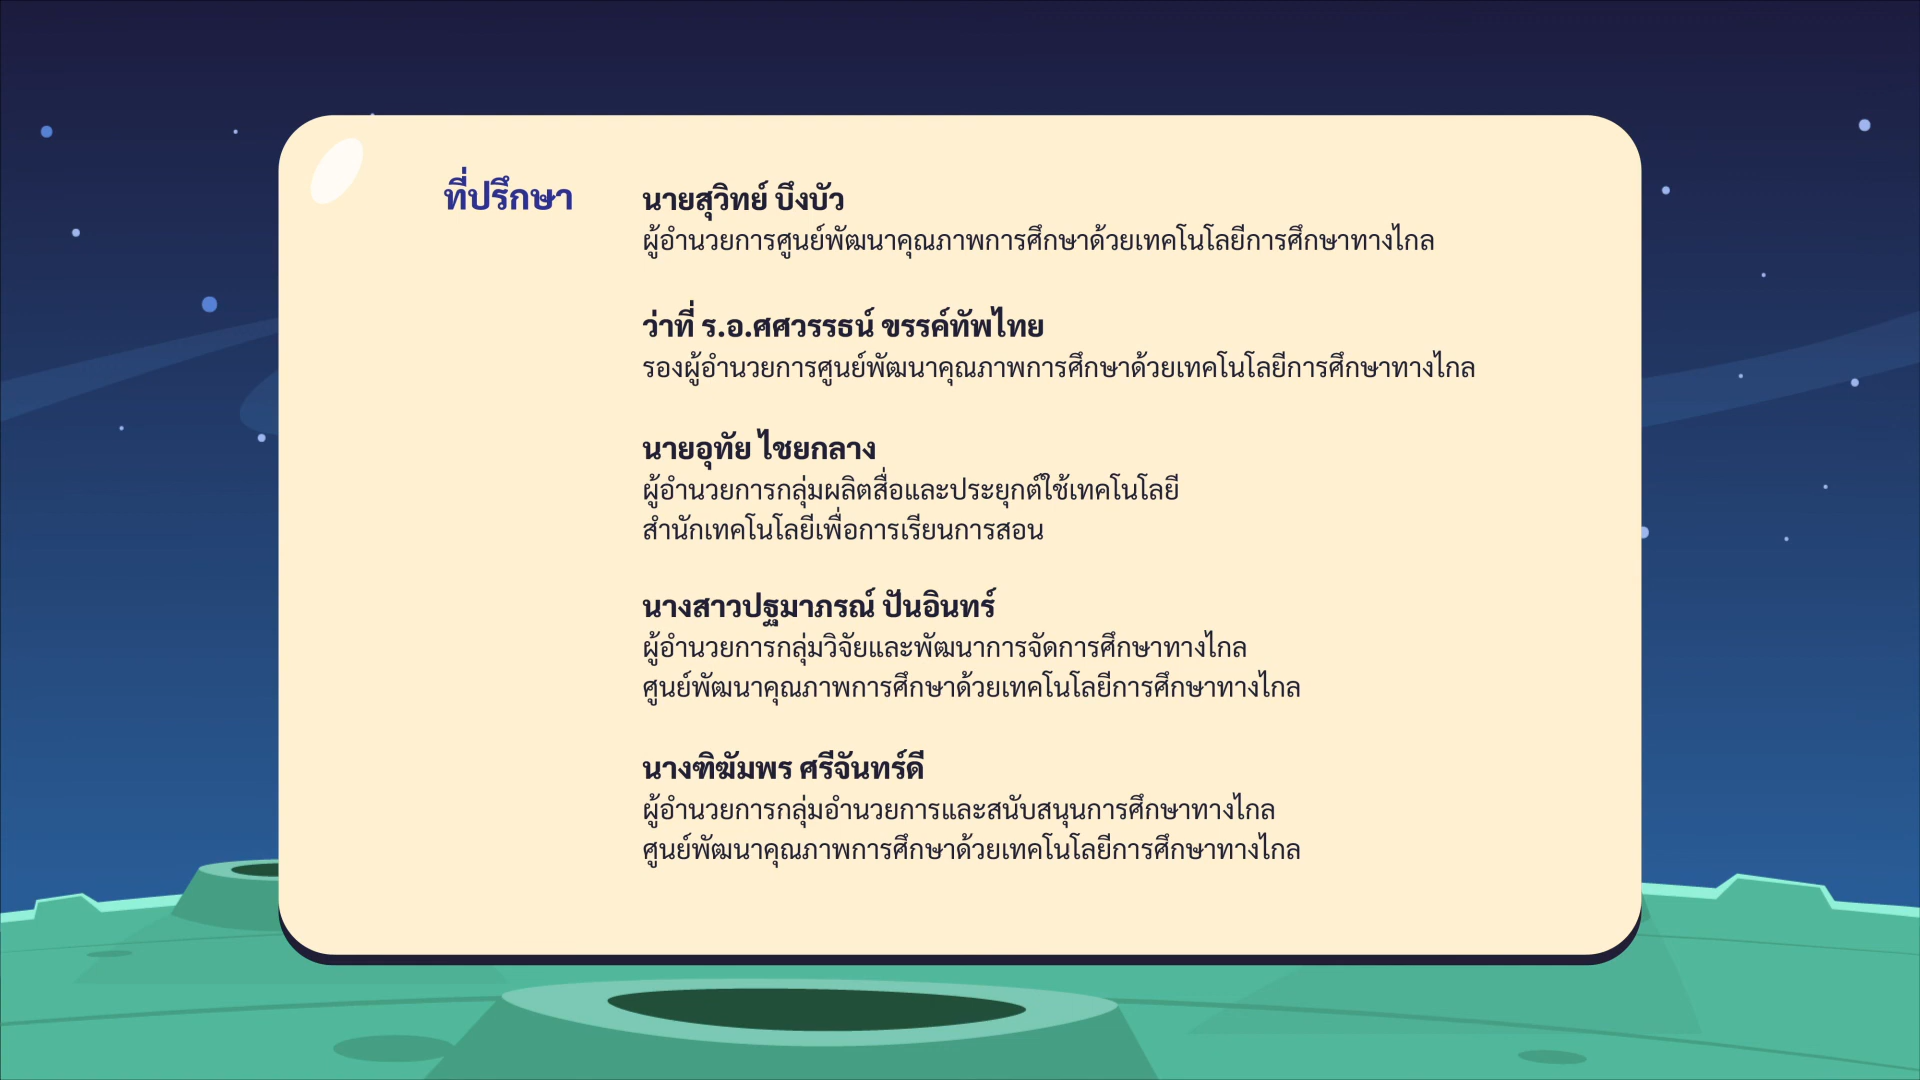 ที่ปรึกษา
นายสุวิทย์ บึงบัว
ผู้อำนวยการศูนย์พัฒนาคุณภาพการศึกษาด้วยเทคโนโลยีการศึกษาทางไกล
ว่าที่ ร.อ.ศศวรรธน์ ขรรค์ทัพไทย
รองผู้อำนวยการศูนย์พัฒนาคุณภาพการศึกษาด้วยเทคโนโลยีการศึกษาทางไกล
นายอุทัย ไชยกลาง
ผู้อำนวยการกลุ่มผลิตสื่อและประยุกต์ใช้เทคโนโลยี
สำนักเทคโนโลยีเพื่อการเรียนการสอน
นางสาวปฐมาภรณ์ ปันอินทร์
ผู้อำนวยการกลุ่มวิจัยและพัฒนาการจัดการศึกษาทางไกล
ศูนย์พัฒนาคุณภาพการศึกษาด้วยเทคโนโลยีการศึกษาทางไกล
นางฑิฆัมพร ศรีจันทร์ดี
ผู้อำนวยการกลุ่มอำนวยการและสนับสนุนการศึกษาทางไกล
ศูนย์พัฒนาคุณภาพการศึกษาด้วยเทคโนโลยีการศึกษาทางไกล